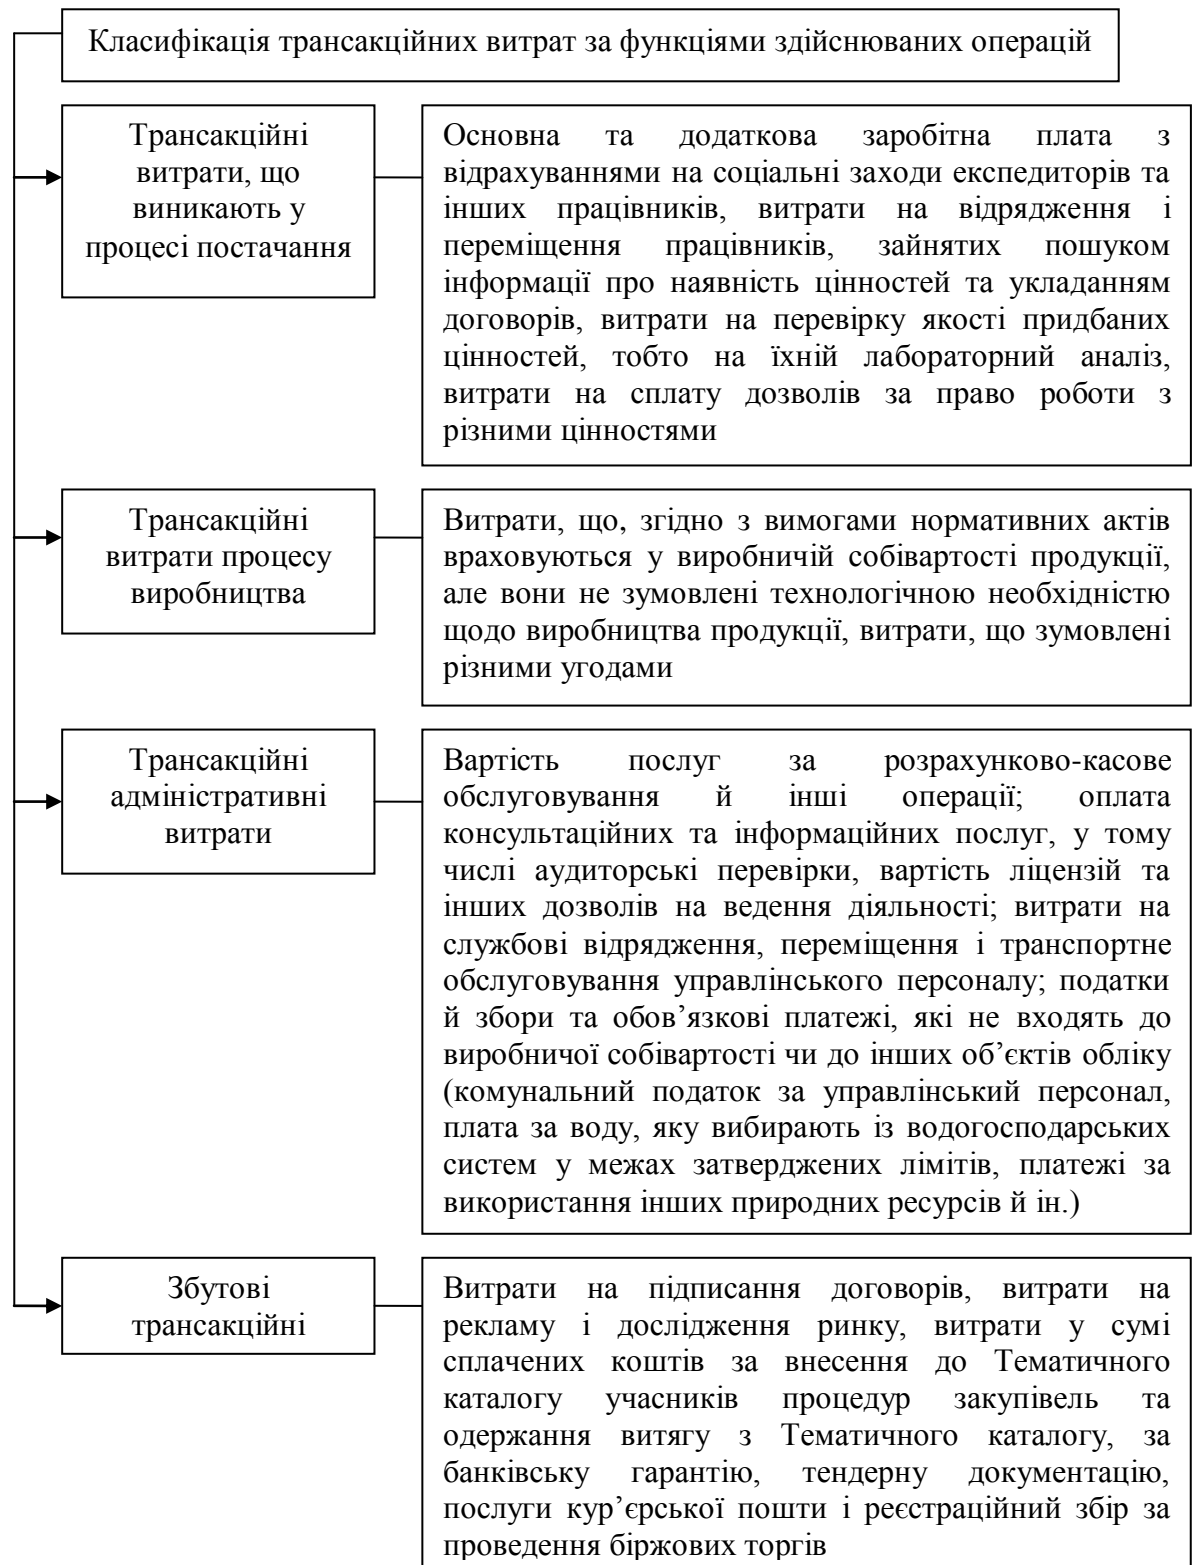 Класифікація трансакційних витрат за функціями здійснюваних операцій
Трансакційні
витрати, що
виникають у
процесі постачання
Основна та додаткова заробітна плата з
відрахуваннями на соціальні заходи експедиторів та
інших працівників, витрати на відрядження і
переміщення працівників, зайнятих пошуком
інформації про наявність цінностей та укладанням
договорів, витрати на перевірку якості придбаних
цінностей, тобто на їхній лабораторний аналіз,
витрати на сплату дозволів за право роботи з
різними цінностями
Трансакційні
витрати процесу
виробництва
Витрати, що, згідно з вимогами нормативних актів
враховуються у виробничій собівартості продукції,
але вони не зумовлені технологічною необхідністю
щодо виробництва продукції, витрати, що зумовлені
різними угодами
Трансакційні
адміністративні
витрати
Вартість послуг за розрахунково-касове
обслуговування й інші операції; оплата
консультаційних та інформаційних послуг, у тому
числі аудиторські перевірки, вартість ліцензій та
інших дозволів на ведення діяльності; витрати на
службові відрядження, переміщення і транспортне
обслуговування управлінського персоналу; податки
й збори та обов’язкові платежі, які не входять до
виробничої собівартості чи до інших об’єктів обліку
(комунальний податок за управлінський персонал,
плата за воду, яку вибирають із водогосподарських
систем у межах затверджених лімітів, платежі за
використання інших природних ресурсів й ін.)
Збутові
трансакційні
Витрати на підписання договорів, витрати на
рекламу і дослідження ринку, витрати у сумі
сплачених коштів за внесення до Тематичного
каталогу учасників процедур закупівель та
одержання витягу з Тематичного каталогу, за
банківську гарантію, тендерну документацію,
послуги кур’єрської пошти і реєстраційний збір за
проведення біржових торгів